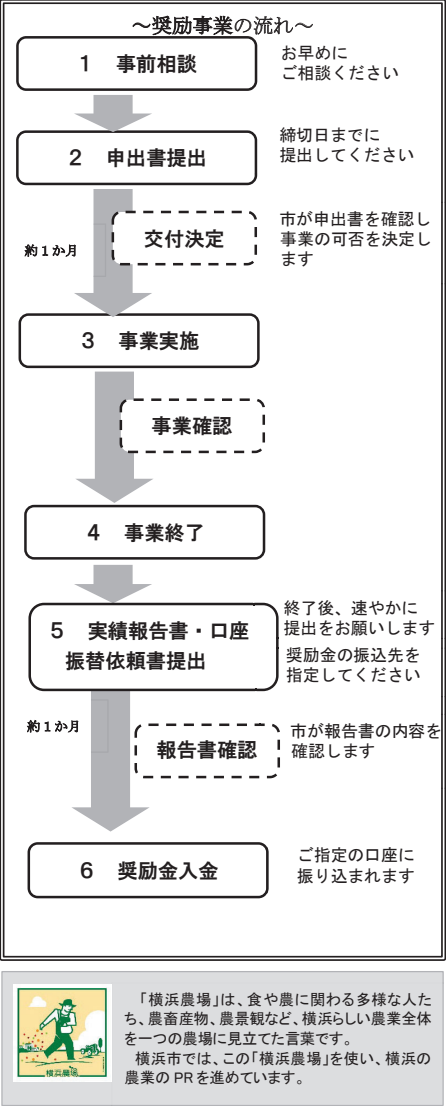 ～奨励事業の流れ～
1　事前相談
お早めに
ご相談ください
2　申出書提出
締切日までに
提出してください
約1か月
交付決定
市が申出書を確認し
事業の可否を決定し
ます
3　事業実施
事業確認
4　事業終了
5　実績報告書・口座
振替依頼書提出
終了後、速やかに
提出をお願いします
奨励金の振込先を
指定してください
約1か月
報告書確認
市が報告書の内容を
確認します
6　奨励金入金
ご指定の口座に
振り込まれます
横浜農場
「横浜農場」は、食や農に関わる多様な人た
ち、農畜産物、農景観など、横浜らしい農業全体
を一つの農場に見立てた言葉です。
横浜市では、この「横浜農場」を使い、横浜の
農業の PR を進めています。